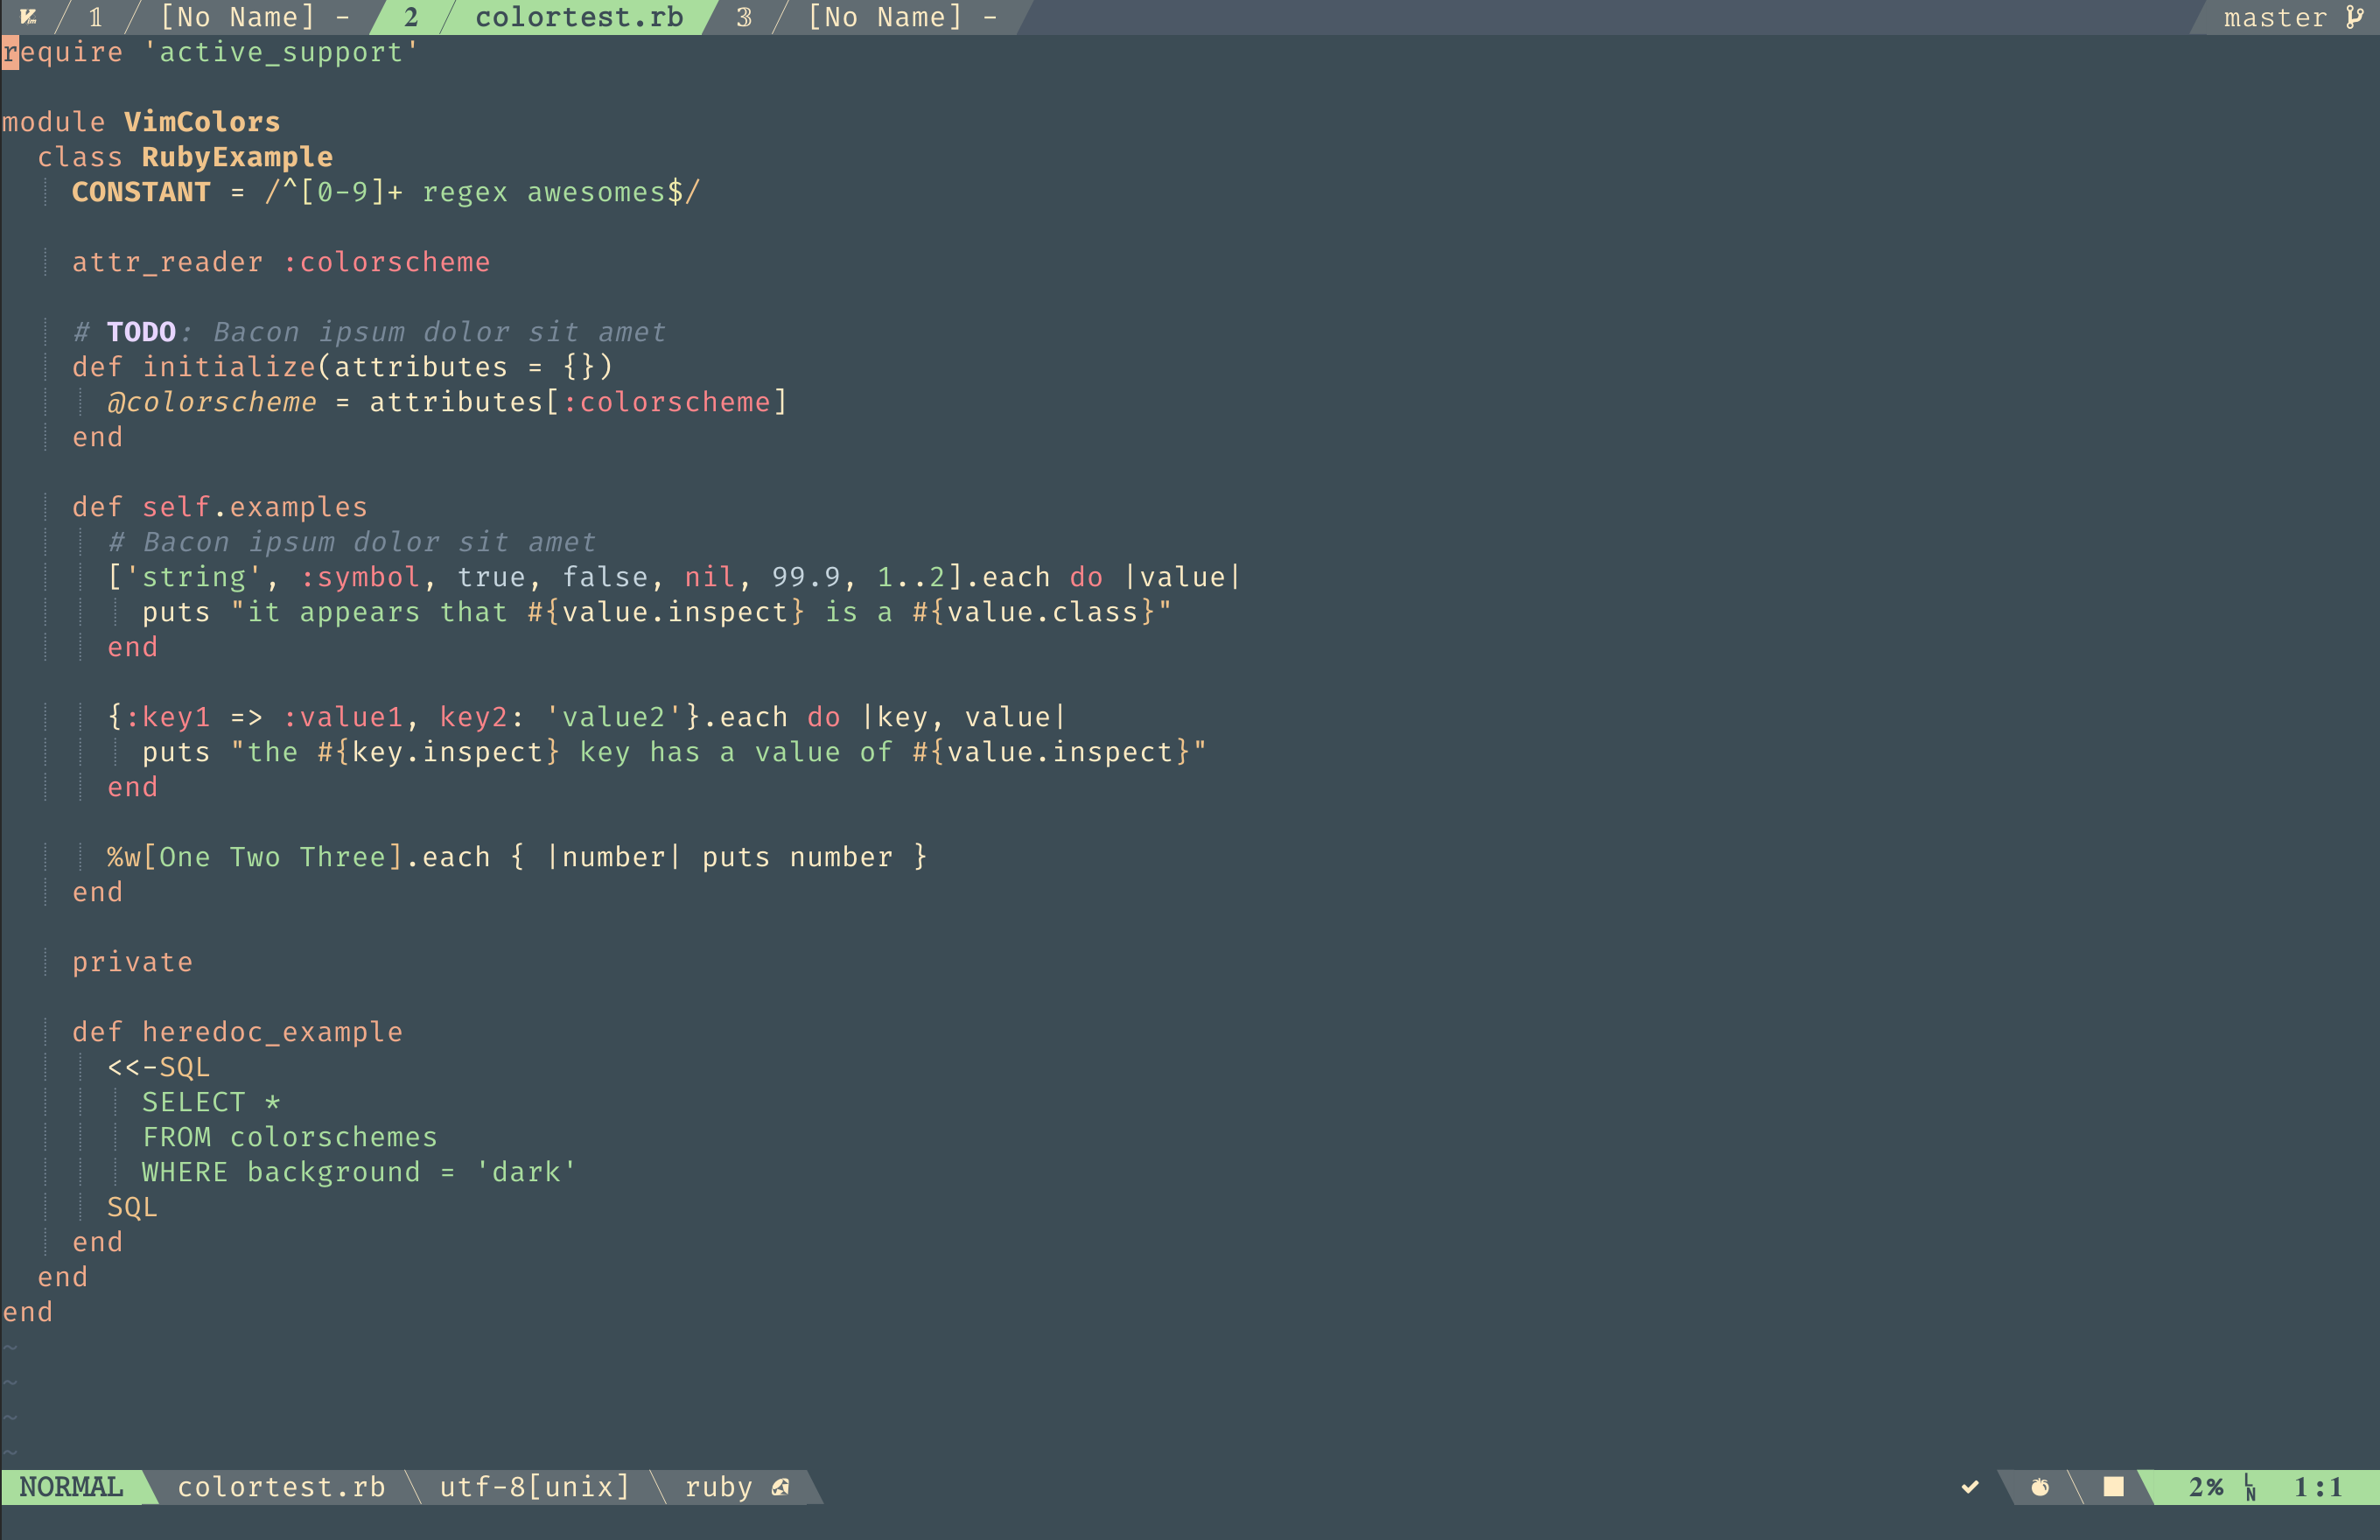 1 [No Name] - 2 colortest.rb 3 [No Name] - master
require 'active_support'
module VimColors
class RubyExample
CONSTANT = /^[0-9]+ regex awesomes$/
attr_reader :colorscheme
# TODO: Bacon ipsum dolor sit amet
def initialize(attributes = {})
@colorscheme = attributes[:colorscheme]
end
def self.examples
# Bacon ipsum dolor sit amet
['string', :symbol, true, false, nil, 99.9, 1..2].each do |value|
puts "it appears that #{value.inspect} is a #{value.class}"
end
{:key1 => :value1, key2: 'value2'}.each do |key, value|
puts "the #{key.inspect} key has a value of #{value.inspect}"
end
%w[One Two Three].each { |number| puts number }
end
private
def heredoc_example
<<-SQL
SELECT *
FROM colorschemes
WHERE background = 'dark'
SQL
end
end
end
~
~
~
~
NORMAL colortest.rb utf-8[unix] ruby 2% LN 1:1